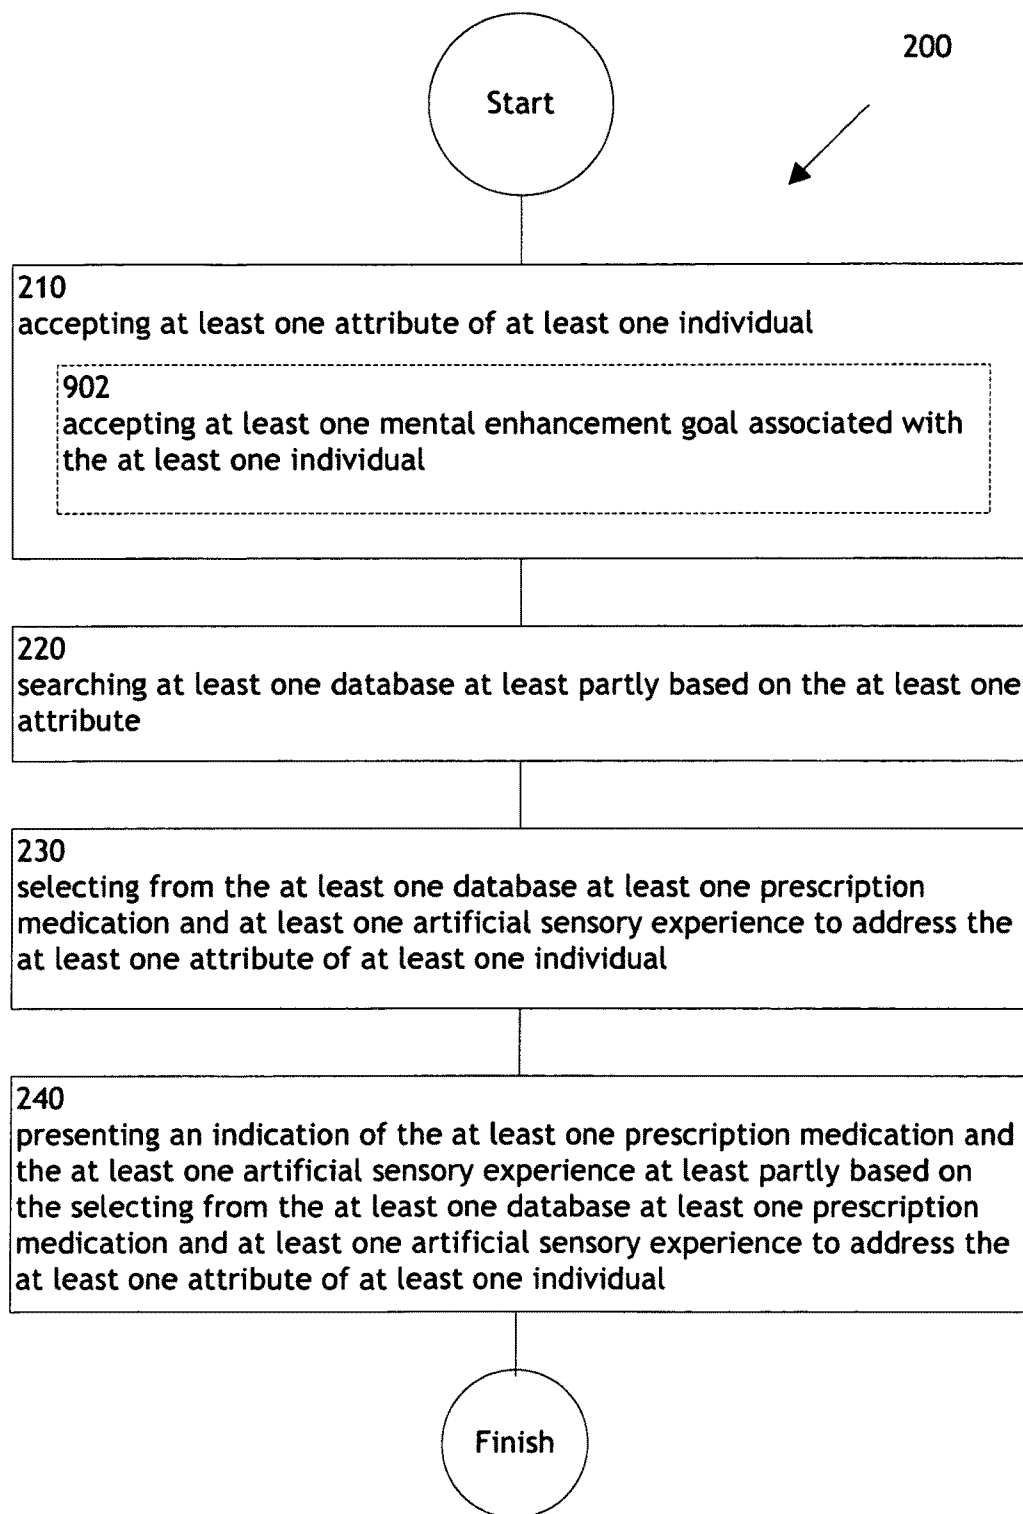 200
Start
210
accepting at least one attribute of at least one individual
902
accepting at least one mental enhancement goal associated with
the at least one individual
220
searching at least one database at least partly based on the at least one
attribute
230
selecting from the at least one database at least one prescription
medication and at least one artificial sensory experience to address the
at least one attribute of at least one individual
240
presenting an indication of the at least one prescription medication and
the at least one artificial sensory experience at least partly based on
the selecting from the at least one database at least one prescription
medication and at least one artificial sensory experience to address the
at least one attribute of at least one individual
Finish